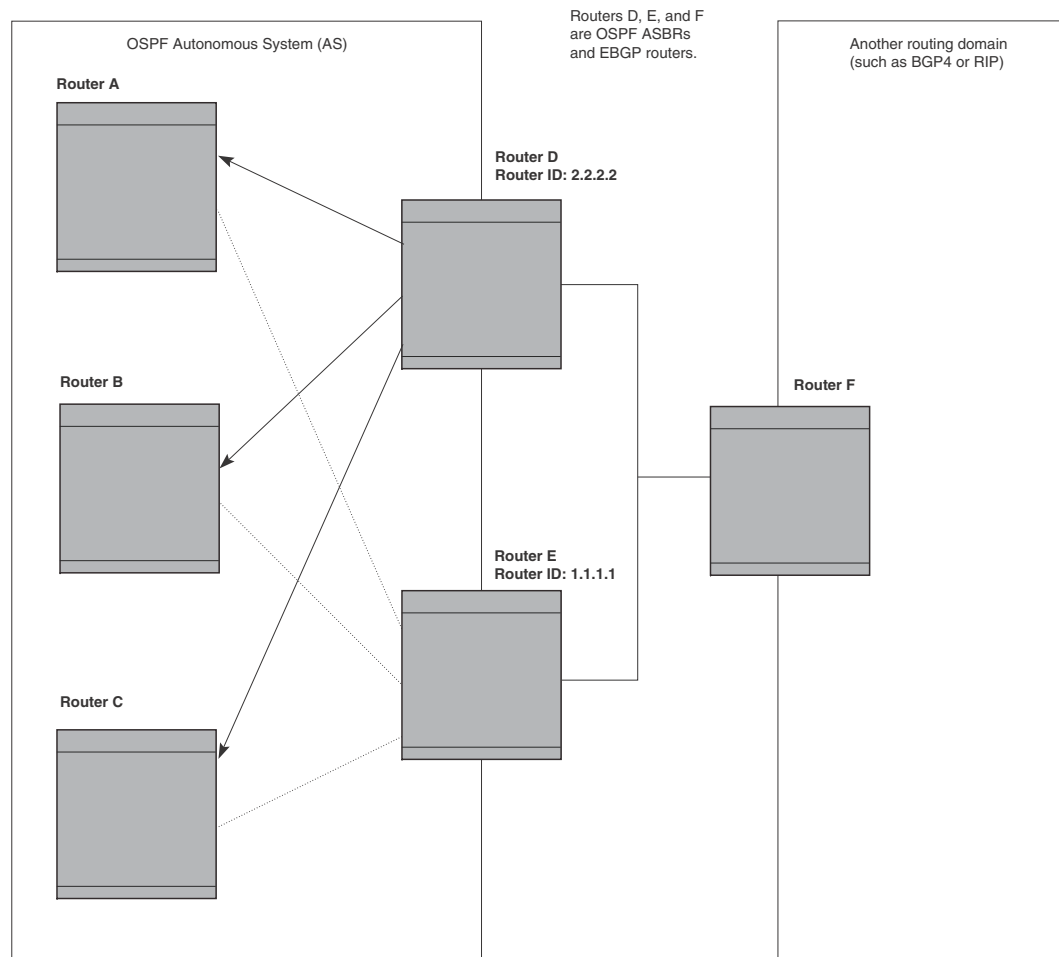 Routers D, E, and F
are OSPF ASBRs
and EBGP routers.
OSPF Autonomous System (AS)
Another routing domain
(such as BGP4 or RIP)
Router A
Router D
Router ID: 2.2.2.2
Router B
Router F
Router E
Router ID: 1.1.1.1
Router C